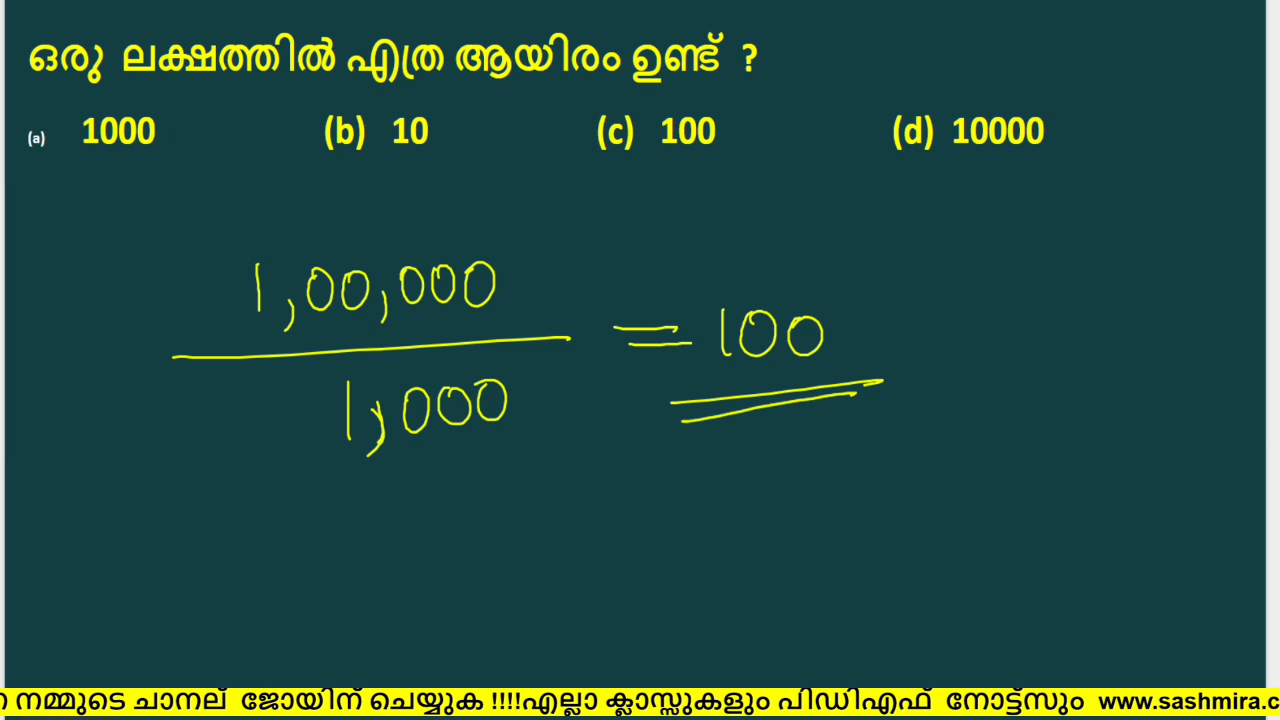 ഒരു ലക്ഷത്തിൽ എത്ര ആയിരം ഉണ്ട് ?
(a) 1000 (b) 10 (c) 100 (d) 10000
1,00,000
= 100
1,000
നമ്മുടെ ചാനല് ജോയിന് ചെയ്യുക !!!!എല്ലാ ക്ലാസ്സുകളും പിഡിഎഫ് നോട്ട്സും www.sashmira.c